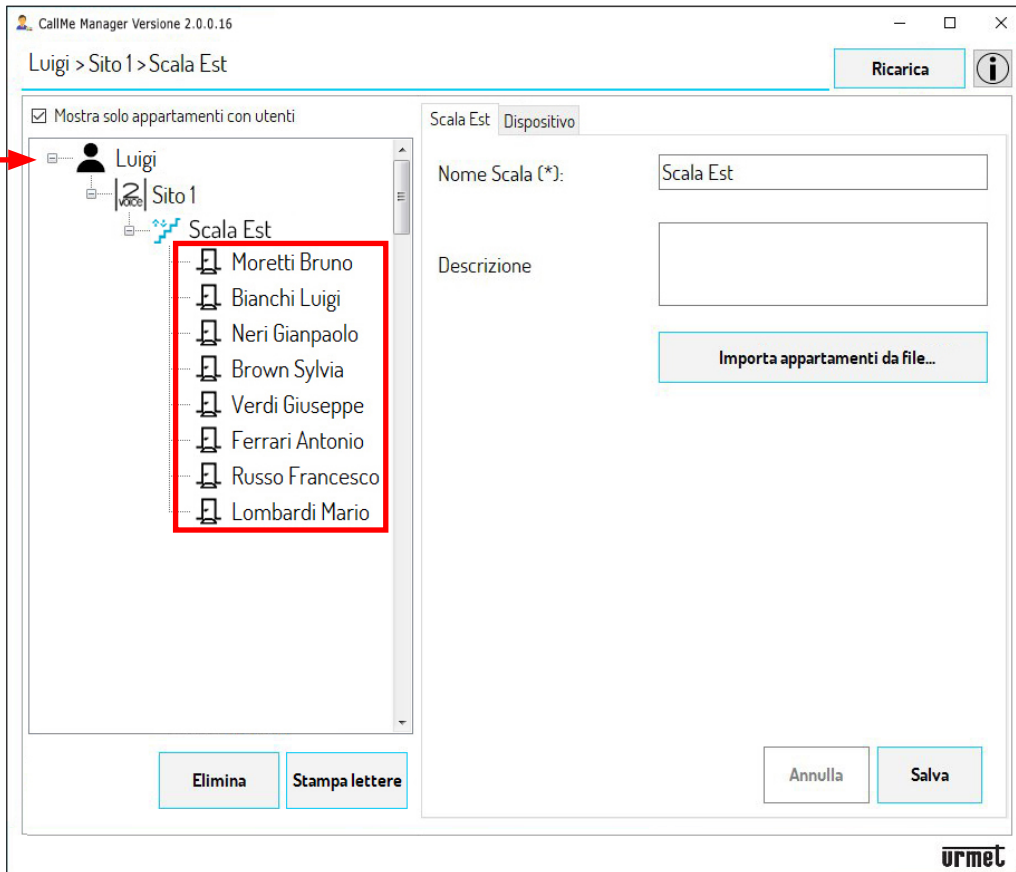 CallMe Manager Versione 2.0.0.16
Luigi > Sito 1 > Scala Est
Ricarica
Mostra solo appartamenti con utenti
Luigi
2 voice Sito 1
Scala Est
Moretti Bruno
Bianchi Luigi
Neri Gianpaolo
Brown Sylvia
Verdi Giuseppe
Ferrari Antonio
Russo Francesco
Lombardi Mario
Elimina
Stampa lettere
Scala Est Dispositivo
Nome Scala (*): Scala Est
Descrizione
Importa appartamenti da file...
Annulla
Salva
urmet